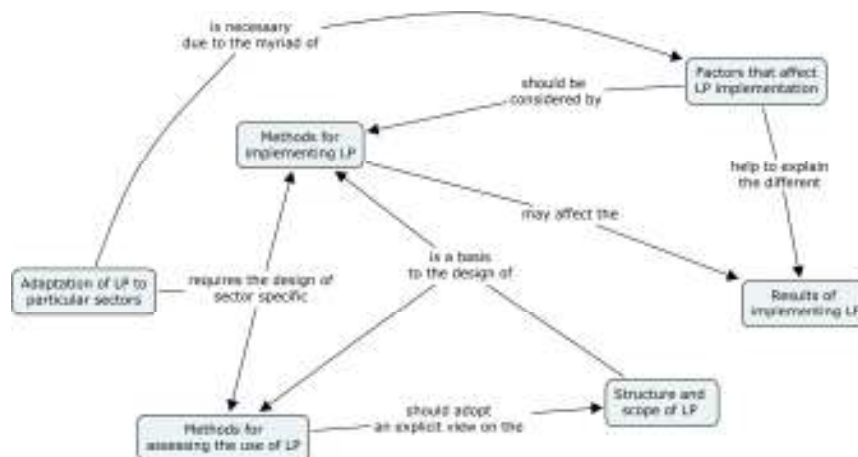 is necessary
due to the myriad of
Factors that affect
LP implementation
should be
considered by
Methods for
implementing LP
help to explain
the different
may affect the
is a basis
to the design of
Adaptation of LP to
particular sectors
requires the design of
sector specific
Results of
implementing LP
Structure and
scope of LP
should adopt
an explicit view on the
Methods for
assessing the use of LP